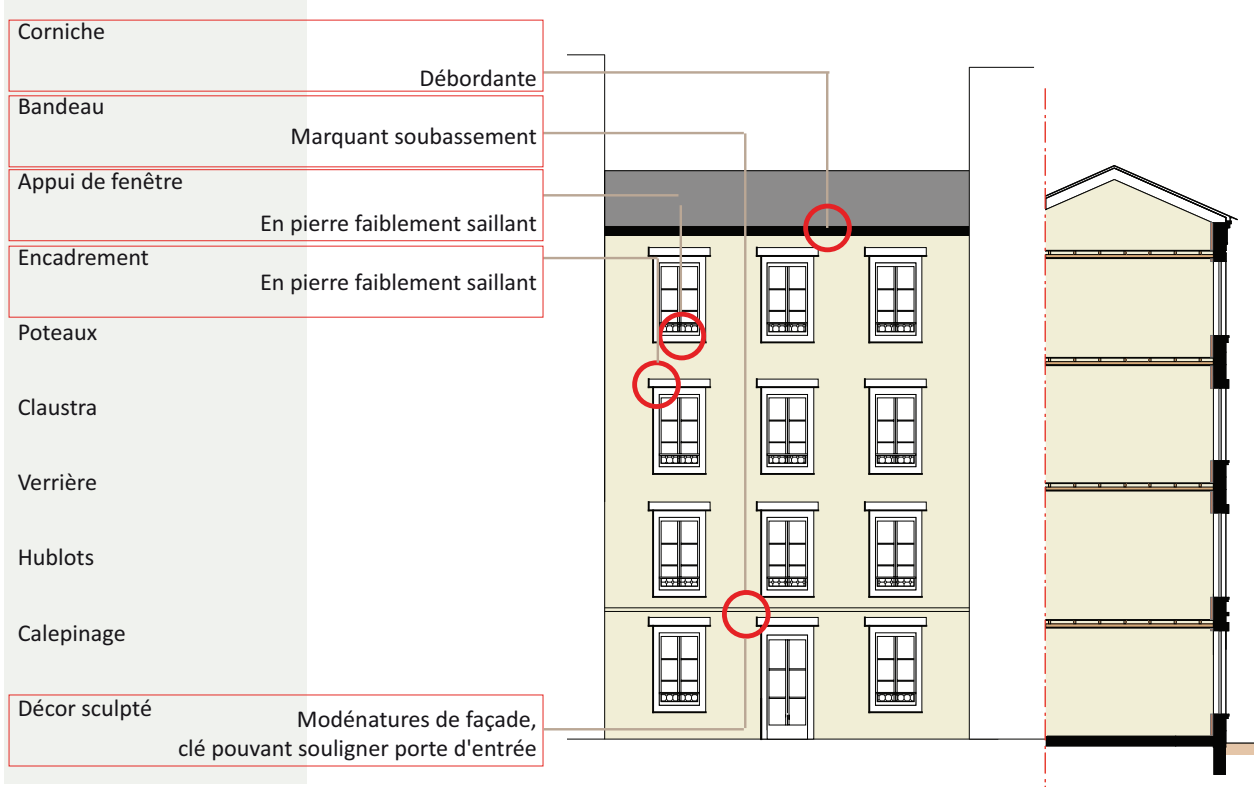 Corniche
Débordante
Bandeau
Marquant soubassement
Appui de fenêtre
En pierre faiblement saillant
Encadrement
En pierre faiblement saillant
Poteaux
Claustra
Verrière
Hublots
Calepinage
Décor sculpté
Modénatures de façade,
clé pouvant souligner porte d'entrée